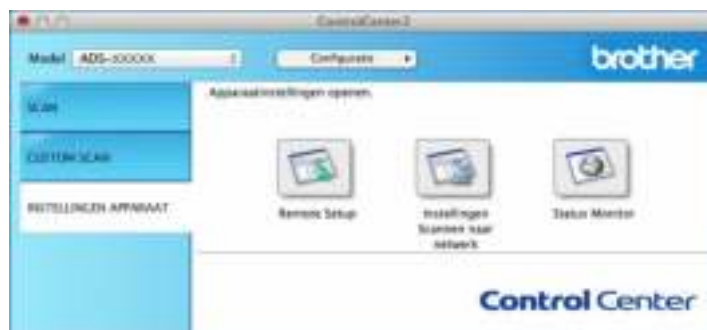 ControlCenter2
Model ADS-XXXXX Configuratie
brother
Apparaatinstellingen openen.
SCAN
CUSTOM SCAN
INSTELLINGEN APPARAAT
Remote Setup
Instellingen
Scannen naar
netwerk
Status Monitor
Control Center